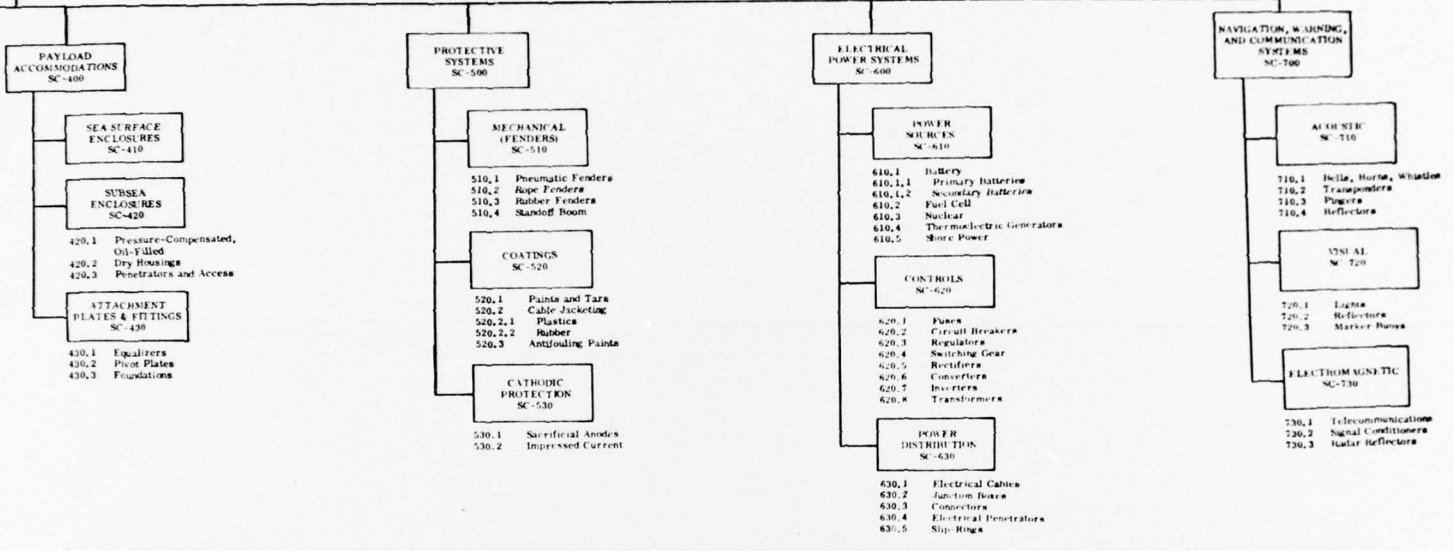 PAYLOAD
ACCOMMODATIONS
SC-400
SEA SURFACE
ENCLOSURES
SC-410
SUBSEA
ENCLOSURES
SC-420
420.1 Pressure-Compensated,
Oil-Filled
420.2 Dry Housings
420.3 Penetrators and Access
ATTACHMENT
PLATES & FITTINGS
SC-430
430.1 Equalizers
430.2 Pivot Plates
430.3 Foundations
PROTECTIVE
SYSTEMS
SC-500
MECHANICAL
(FENDERS)
SC-510
510.1 Pneumatic Fenders
510.2 Rope Fenders
510.3 Rubber Fenders
510.4 Standoff Boom
COATINGS
SC-520
520.1 Paints and Tars
520.2 Cable Jacketing
520.2.1 Plastics
520.2.2 Rubber
520.3 Antifouling Paints
CATHODIC
PROTECTION
SC-530
530.1 Sacrificial Anodes
530.2 Impressed Current
ELECTRICAL
POWER SYSTEMS
SC-600
POWER
SOURCES
SC-610
610.1 Battery
610.1.1 Primary Batteries
610.1.2 Secondary Batteries
610.2 Fuel Cell
610.3 Nuclear
610.4 Thermoelectric Generators
610.5 Shore Power
CONTROLS
SC-620
620.1 Fuses
620.2 Circuit Breakers
620.3 Regulators
620.4 Switching Gear
620.5 Rectifiers
620.6 Converters
620.7 Inverters
620.8 Transformers
POWER
DISTRIBUTION
SC-630
630.1 Electrical Cables
630.2 Junction Boxes
630.3 Connectors
630.4 Electrical Penetrators
630.5 Slip-Rings
NAVIGATION, WARNING,
AND COMMUNICATION
SYSTEMS
SC-700
ACOUSTIC
SC-710
710.1 Bells, Horns, Whistles
710.2 Transponders
710.3 Pingers
710.4 Reflectors
VISUAL
SC-720
720.1 Lights
720.2 Reflectors
720.3 Marker Buoys
ELECTROMAGNETIC
SC-730
730.1 Telecommunications
730.2 Signal Conditioners
730.3 Radar Reflectors